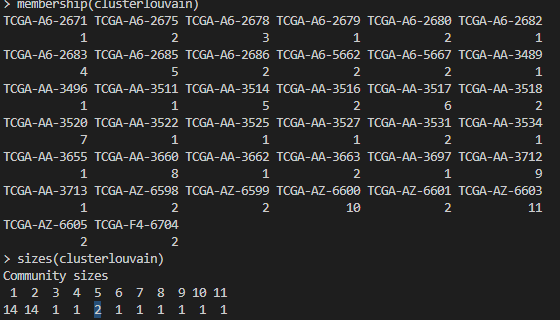 > membership(clusterlouvain)
TCGA-A6-2671 TCGA-A6-2675 TCGA-A6-2678 TCGA-A6-2679 TCGA-A6-2680 TCGA-A6-2682
1 2 3 1 2 1
TCGA-A6-2683 TCGA-A6-2685 TCGA-A6-2686 TCGA-A6-5662 TCGA-A6-5667 TCGA-AA-3489
4 5 2 2 2 1
TCGA-AA-3496 TCGA-AA-3511 TCGA-AA-3514 TCGA-AA-3516 TCGA-AA-3517 TCGA-AA-3518
1 1 5 2 6 2
TCGA-AA-3520 TCGA-AA-3522 TCGA-AA-3525 TCGA-AA-3527 TCGA-AA-3531 TCGA-AA-3534
7 1 1 1 2 1
TCGA-AA-3655 TCGA-AA-3660 TCGA-AA-3662 TCGA-AA-3663 TCGA-AA-3697 TCGA-AA-3712
1 8 1 2 1 9
TCGA-AA-3713 TCGA-AZ-6598 TCGA-AZ-6599 TCGA-AZ-6600 TCGA-AZ-6601 TCGA-AZ-6603
1 2 2 10 2 11
TCGA-AZ-6605 TCGA-F4-6704
2 2
> sizes(clusterlouvain)
Community sizes
1 2 3 4 5 6 7 8 9 10 11
14 14 1 1 2 1 1 1 1 1 1